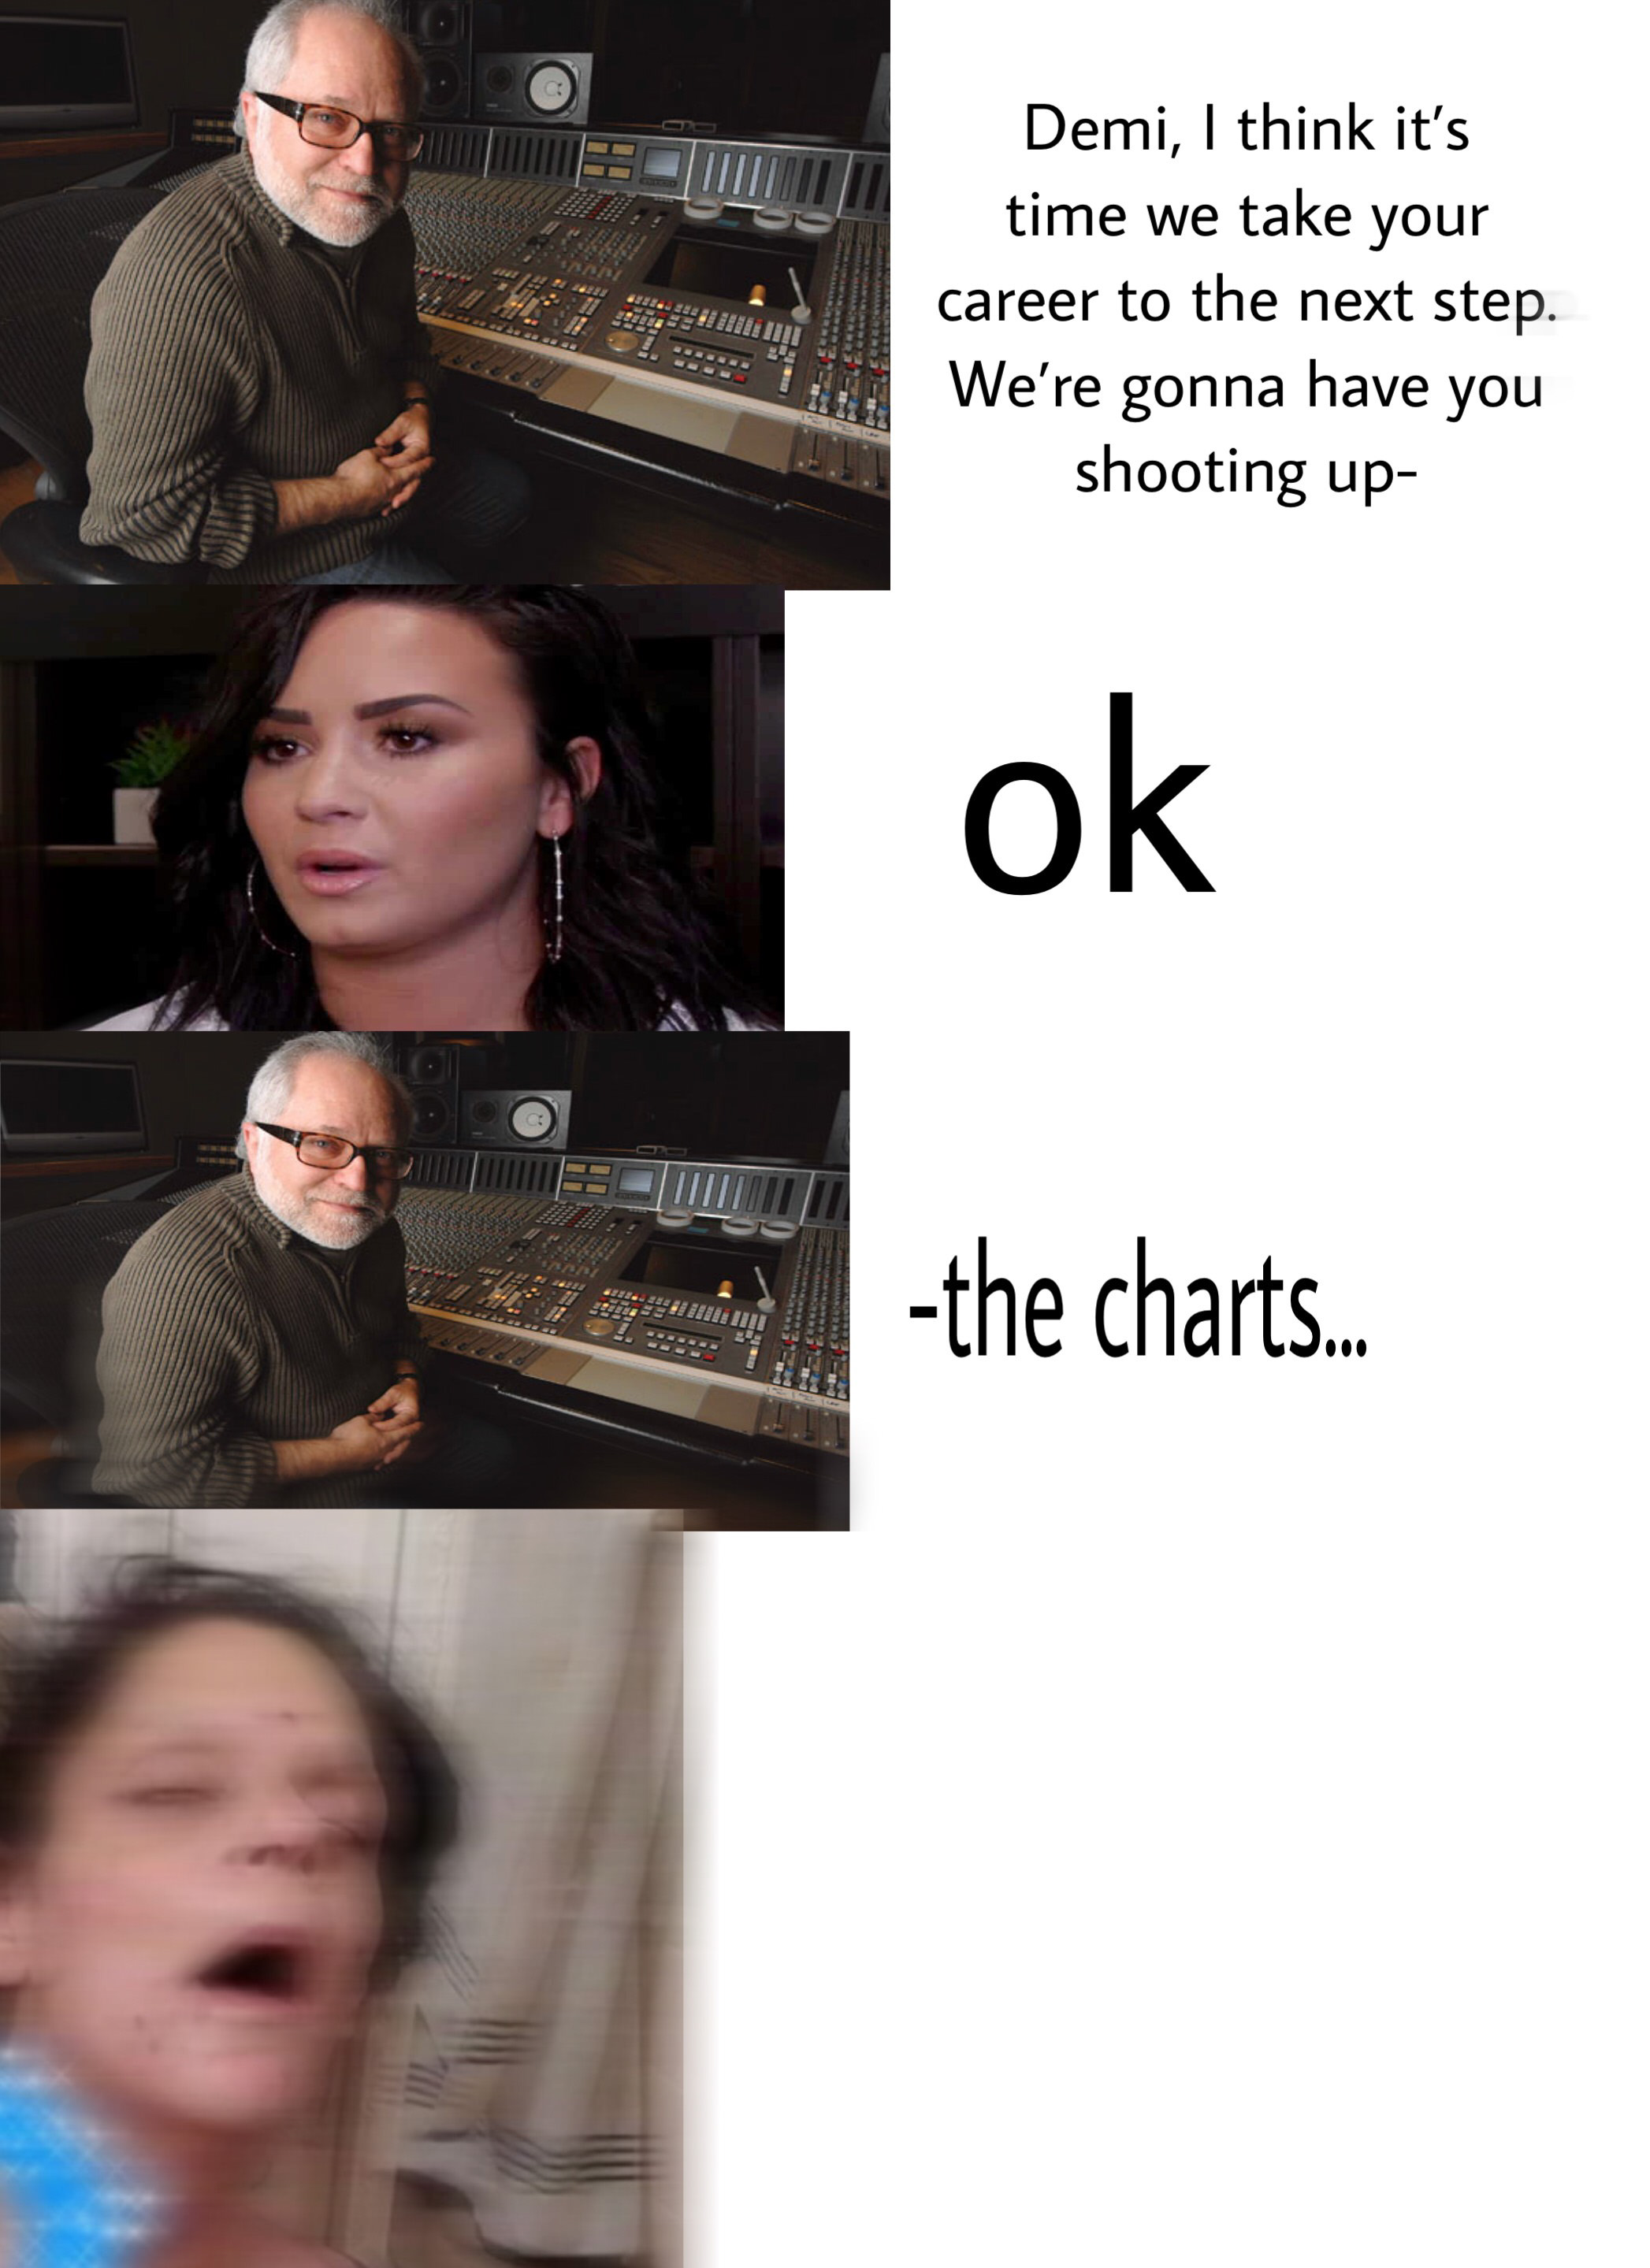 Demi, I think it’s
time we take your
career to the next step.
We’re gonna have you
shooting up-
ok
-the charts...